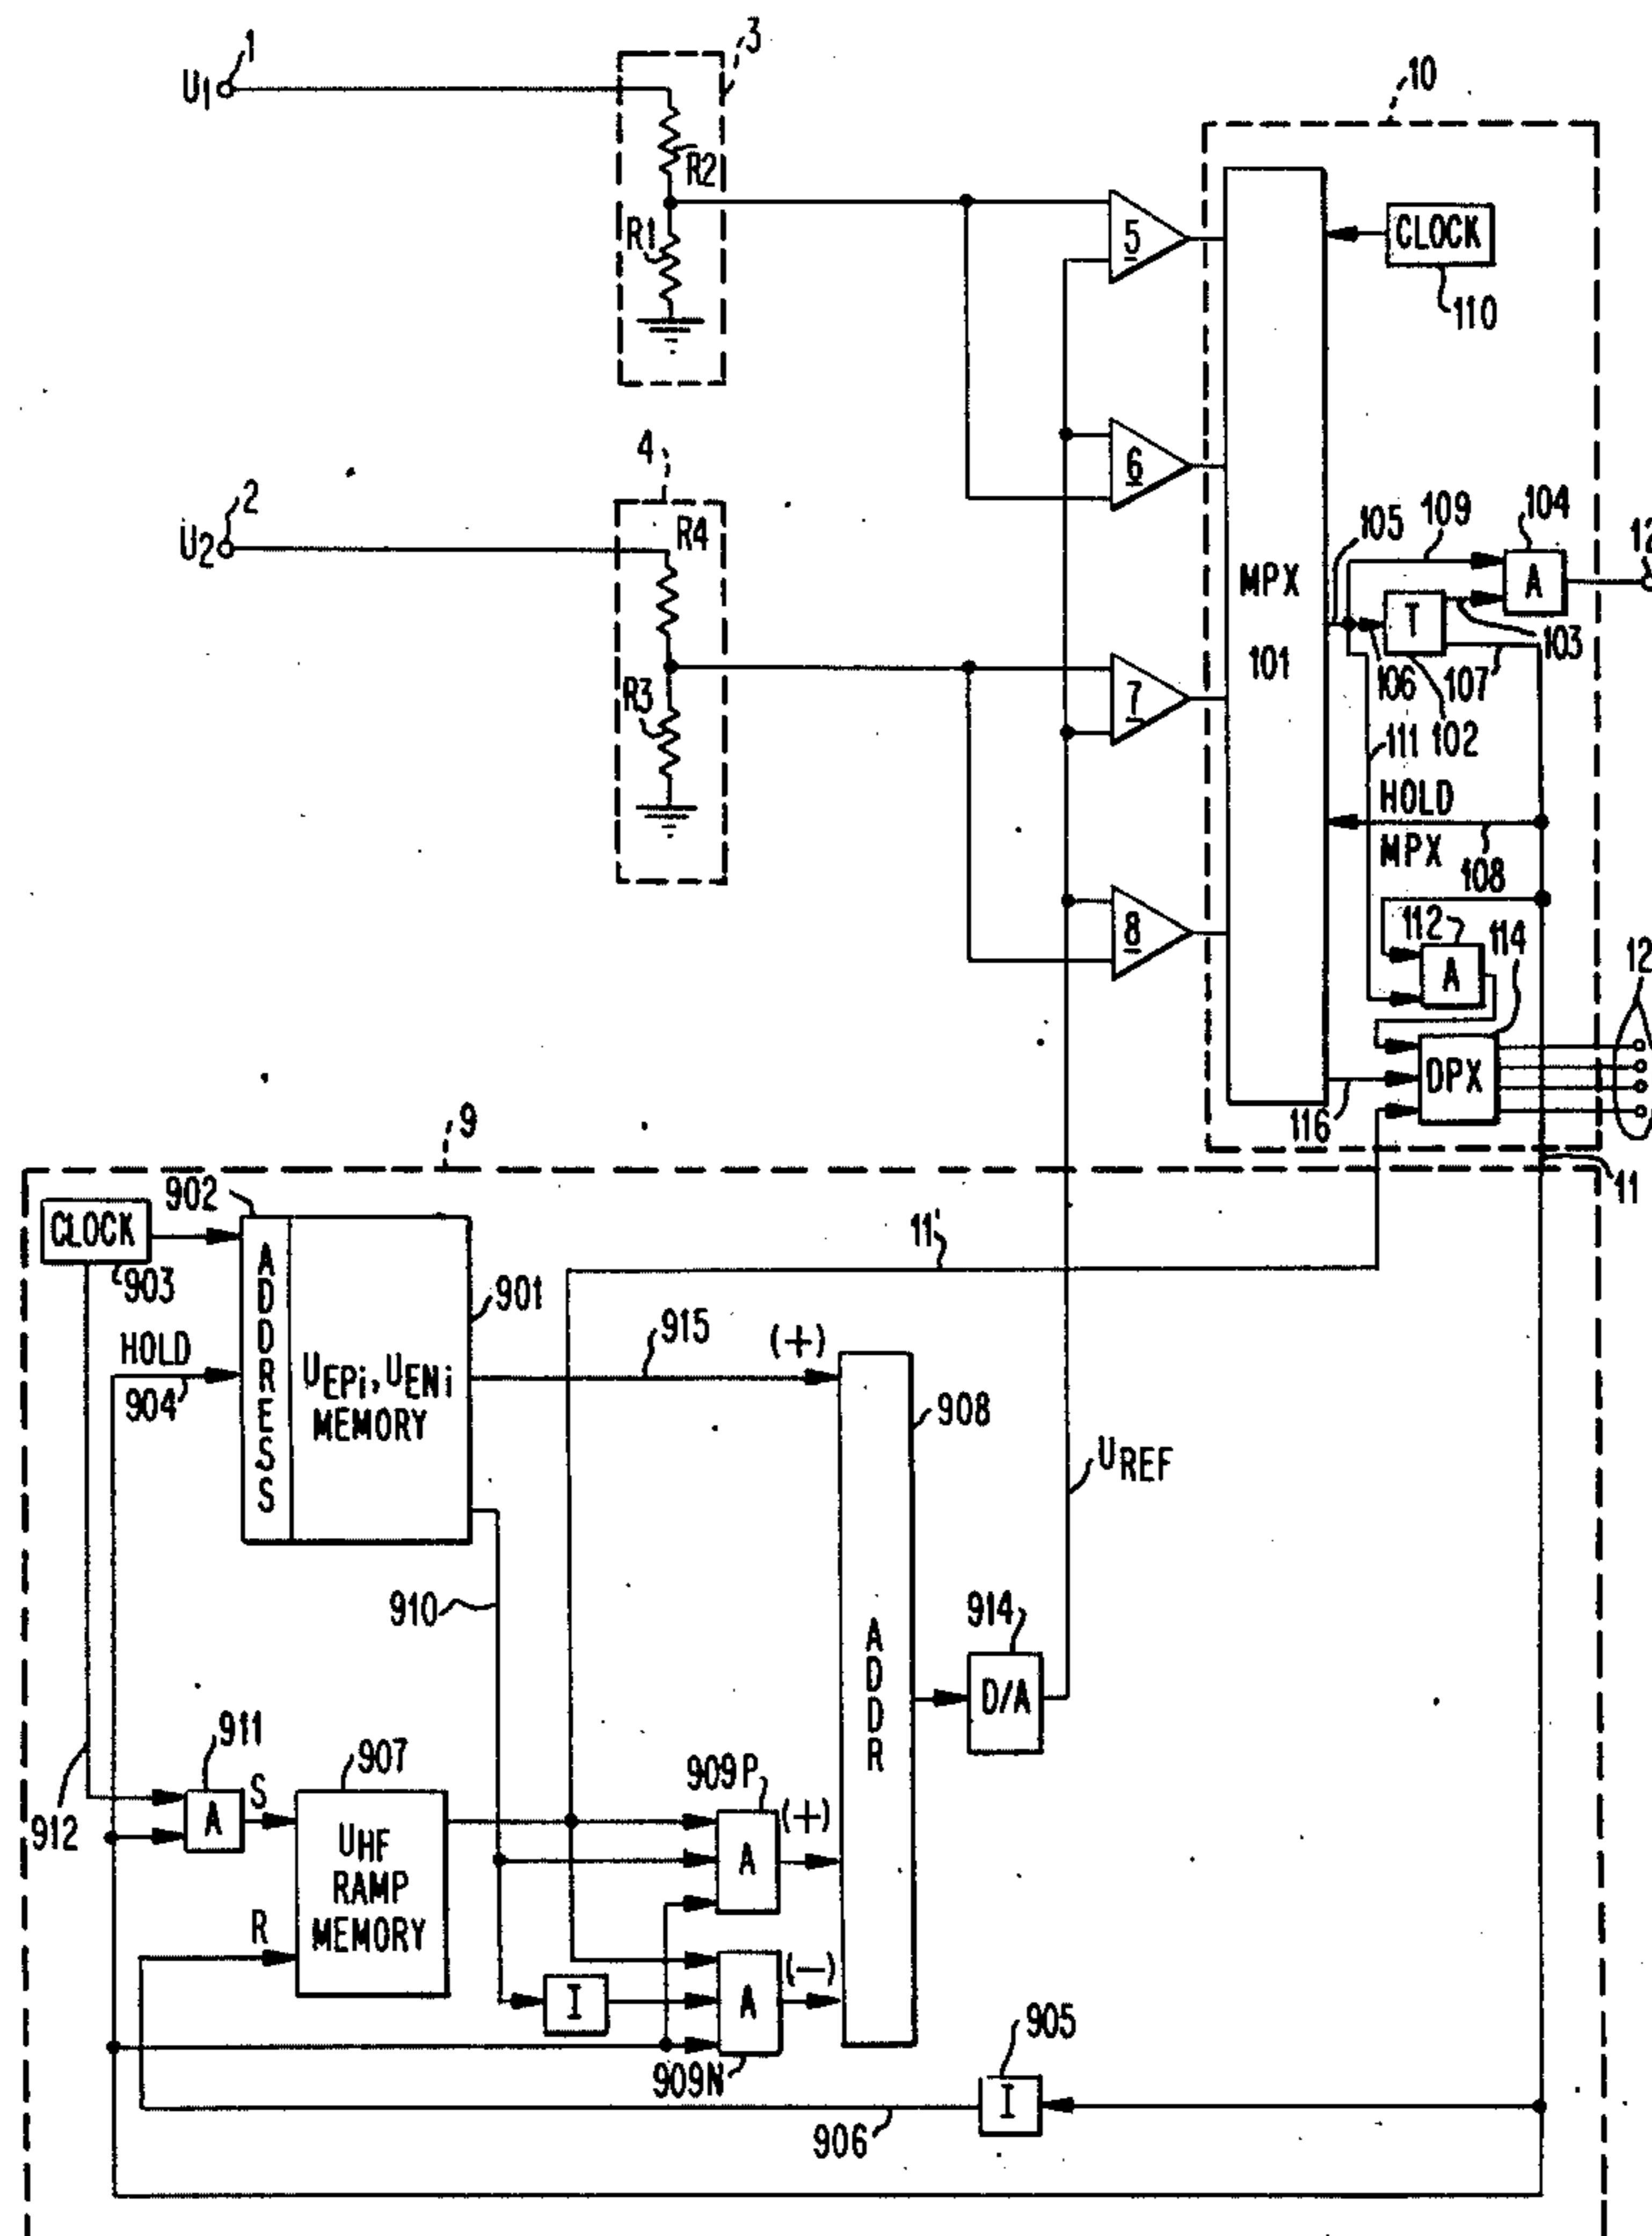 1
U1
3
R2
R1
10
CLOCK
110
5
6
4
2
U2
R4
R3
MPX
101
105
109
104
A
12
T
103
106
107
111
102
7
HOLD
MPX
108
8
112
A
114
12
DPX
116
11
9
CLOCK
903
902
ADDRESS
901
UEPi, UENi
MEMORY
HOLD
904
11'
915
(+)
908
UREF
910
ADDR
914
D/A
911
S
A
912
907
UHF
RAMP
MEMORY
R
909P
(+)
A
(-)
A
I
909N
905
I
906